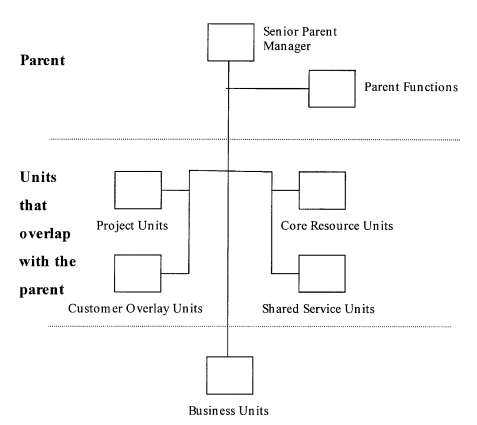 Senior Parent
Manager
Parent
Parent Functions
Units
that
overlap
with the
parent
Project Units
Core Resource Units
Customer Overlay Units
Shared Service Units
Business Units